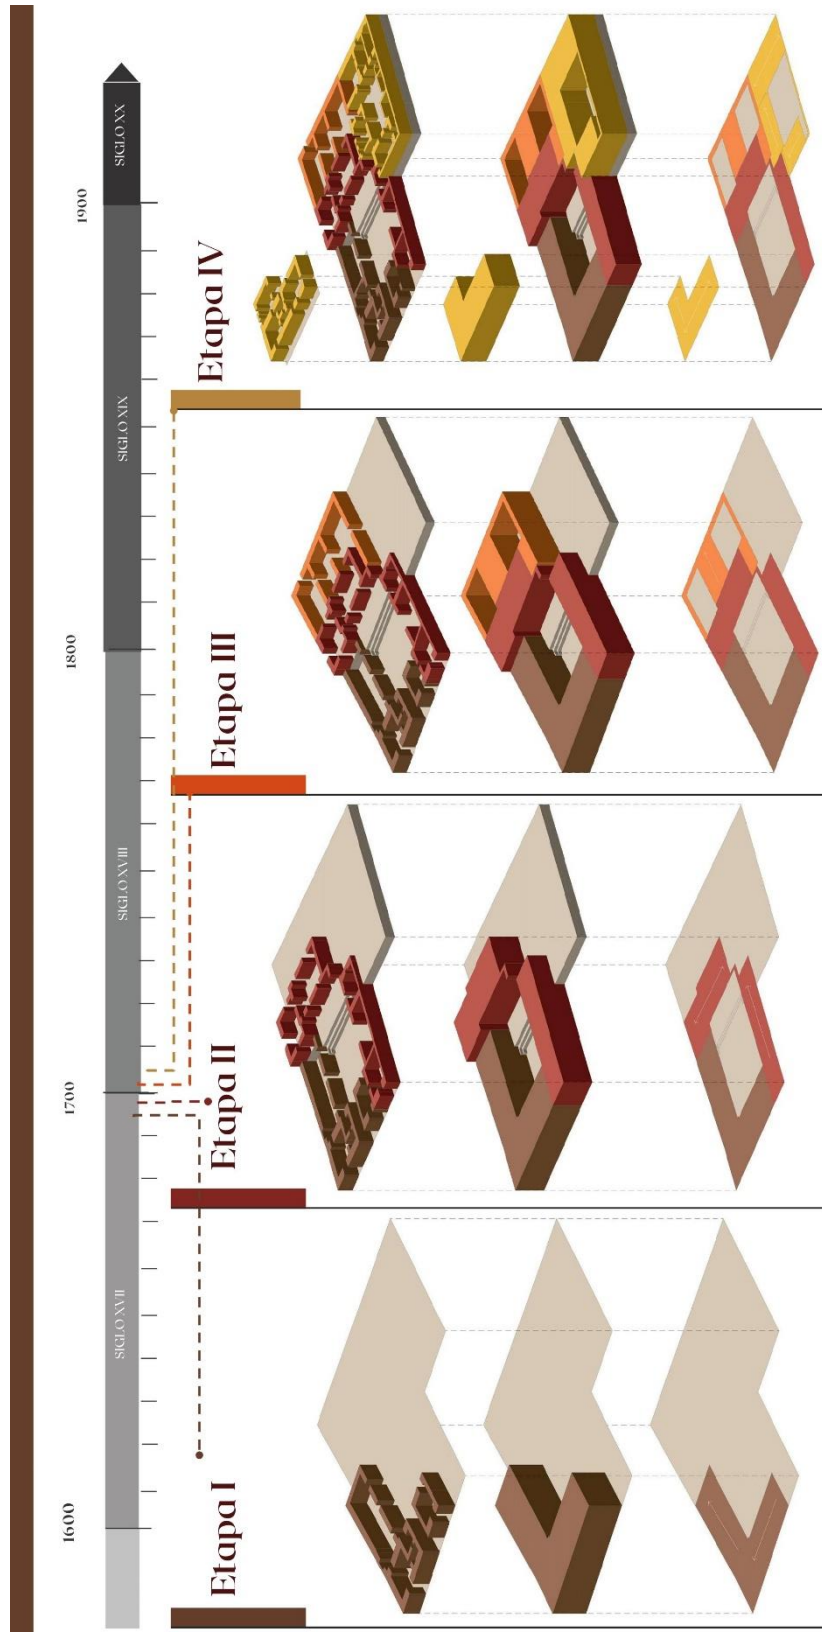 1600
1700
1800
1900
SIGLO XVII
SIGLO XVIII
SIGLO XIX
SIGLO XX
Etapa I
Etapa II
Etapa III
Etapa IV